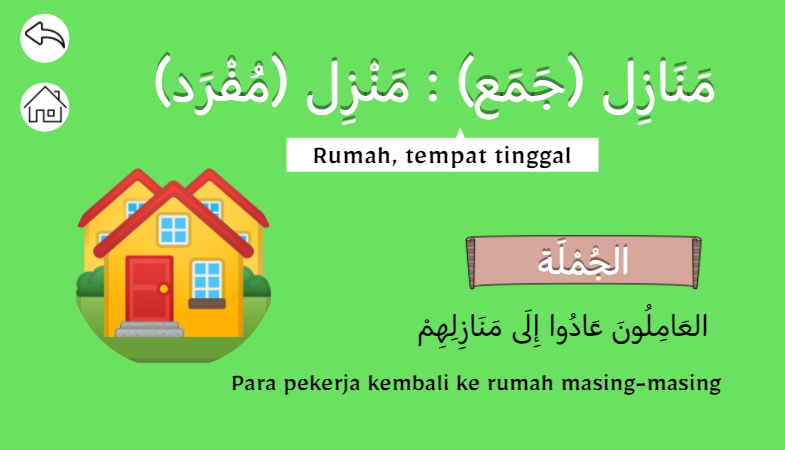 مَنَازِل (جَمَع) : مَنْزِل (مُفْرَد)
Rumah, tempat tinggal
الجُمْلَة
العَامِلُونَ عَادُوا إِلَى مَنَازِلِهِمْ
Para pekerja kembali ke rumah masing-masing